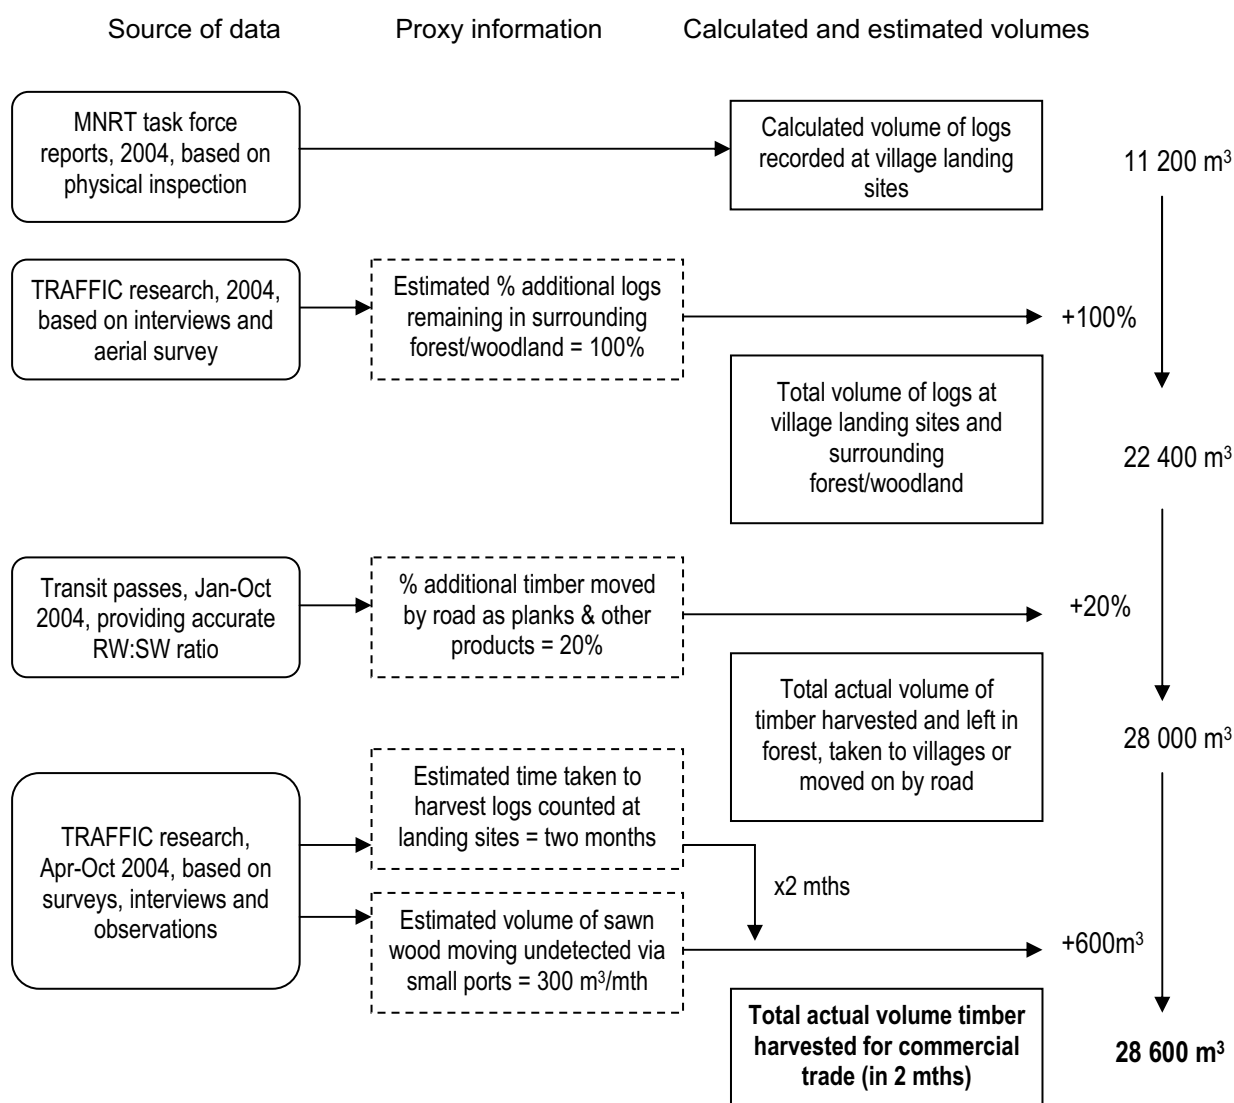 Source of data
Proxy information
Calculated and estimated volumes
MNRT task force
reports, 2004, based on
physical inspection
Calculated volume of logs
recorded at village landing
sites
11 200 m³
TRAFFIC research, 2004,
based on interviews and
aerial survey
Estimated % additional logs
remaining in surrounding
forest/woodland = 100%
+100%
Total volume of logs at
village landing sites and
surrounding
forest/woodland
22 400 m³
Transit passes, Jan-Oct
2004, providing accurate
RW:SW ratio
% additional timber moved
by road as planks & other
products = 20%
+20%
Total actual volume of
timber harvested and left in
forest, taken to villages or
moved on by road
28 000 m³
TRAFFIC research,
Apr-Oct 2004, based on
surveys, interviews and
observations
Estimated time taken to
harvest logs counted at
landing sites = two months
x2 mths
Estimated volume of sawn
wood moving undetected via
small ports = 300 m³/mth
+600m³
Total actual volume timber
harvested for commercial
trade (in 2 mths)
28 600 m³